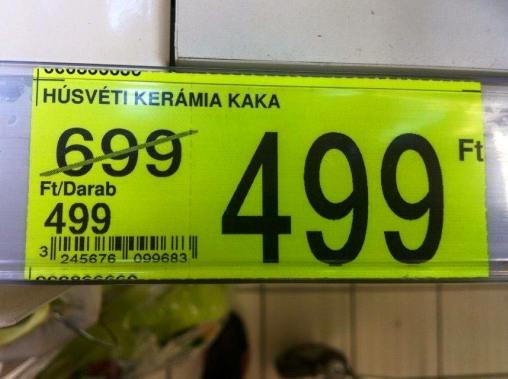 HÚSVÉTI KERÁMIA KAKA
699
Ft/Darab
499
3 245676 099683
499 Ft